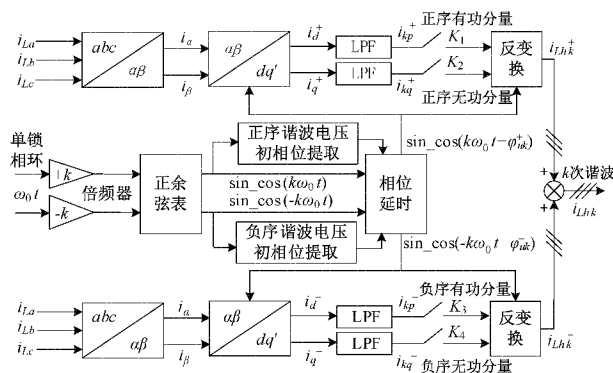 i_La
i_Lb
i_Lc
abc
αβ
i_α
i_β
αβ
dq'
i_d^+
i_q^+
LPF
LPF
i_kp^+
i_kq^+
正序有功分量
K_1
K_2
正序无功分量
反变换
i_Lhk^+
单锁相环
ω_0 t
-k
倍频器
正余弦表
正序谐波电压初相位提取
sin_cos(kω_0 t)
sin_cos(-kω_0 t)
负序谐波电压初相位提取
相位延时
sin_cos(kω_0 t-φ_uk^+)
sin_cos(-kω_0 t φ_uk^-)
+
+
k次谐波
i_Lhk
i_La
i_Lb
i_Lc
abc
αβ
i_α
i_β
αβ
dq'
i_d^-
i_q^-
LPF
LPF
i_kp^-
i_kq^-
负序有功分量
K_3
K_4
负序无功分量
反变换
i_Lhk^-